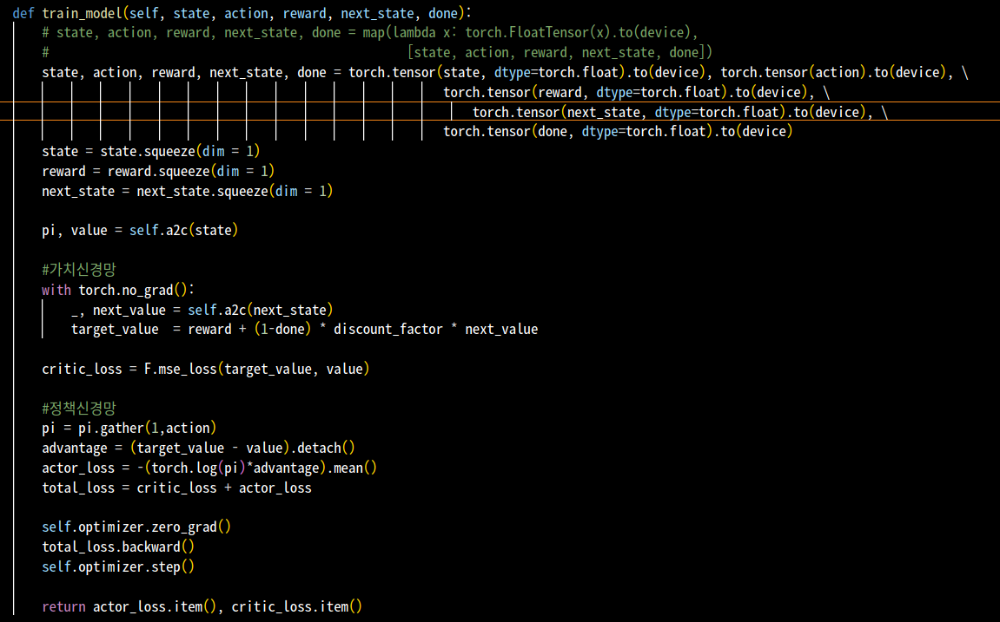 def train_model(self, state, action, reward, next_state, done):
    # state, action, reward, next_state, done = map(lambda x: torch.FloatTensor(x).to(device),
    #                                                 [state, action, reward, next_state, done])
    state, action, reward, next_state, done = torch.tensor(state, dtype=torch.float).to(device), torch.tensor(action).to(device), \
                                                           torch.tensor(reward, dtype=torch.float).to(device), \
                                                               torch.tensor(next_state, dtype=torch.float).to(device), \
                                                           torch.tensor(done, dtype=torch.float).to(device)
    state = state.squeeze(dim = 1)
    reward = reward.squeeze(dim = 1)
    next_state = next_state.squeeze(dim = 1)

    pi, value = self.a2c(state)

    #가치신경망
    with torch.no_grad():
        _, next_value = self.a2c(next_state)
        target_value  = reward + (1-done) * discount_factor * next_value

    critic_loss = F.mse_loss(target_value, value)

    #정책신경망
    pi = pi.gather(1,action)
    advantage = (target_value - value).detach()
    actor_loss = -(torch.log(pi)*advantage).mean()
    total_loss = critic_loss + actor_loss

    self.optimizer.zero_grad()
    total_loss.backward()
    self.optimizer.step()

    return actor_loss.item(), critic_loss.item()